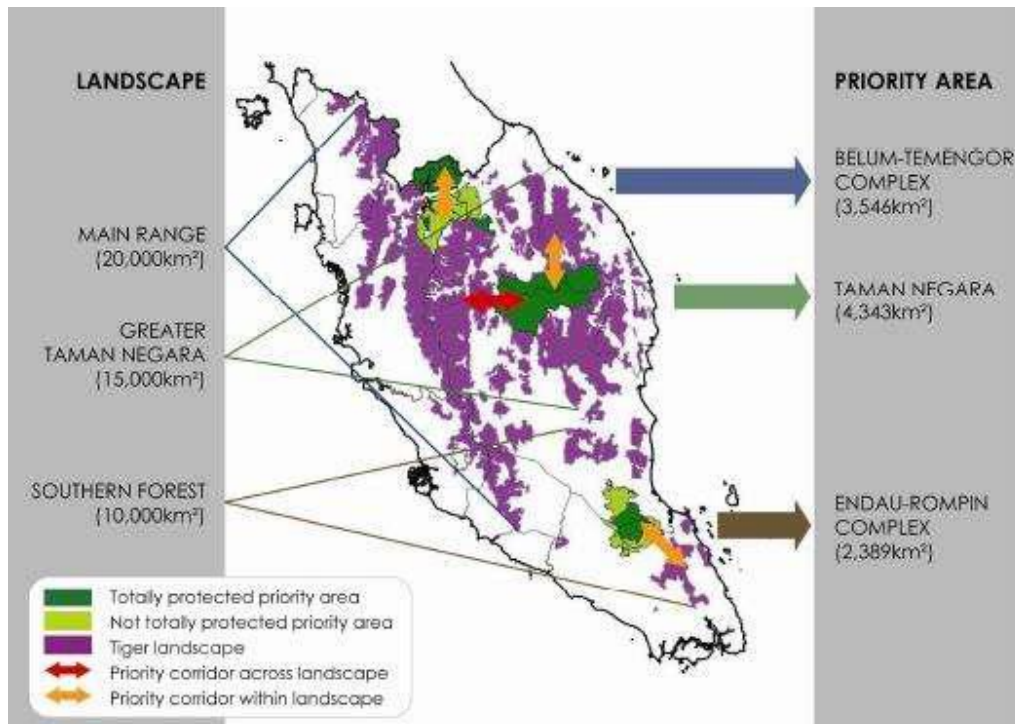 LANDSCAPE
MAIN RANGE
(20,000km²)
GREATER
TAMAN NEGARA
(15,000km²)
SOUTHERN FOREST
(10,000km²)
PRIORITY AREA
BELUM-TEMENGOR
COMPLEX
(3,546km²)
TAMAN NEGARA
(4,343km²)
ENDAU-ROMPIN
COMPLEX
(2,389km²)
Totally protected priority area
Not totally protected priority area
Tiger landscape
Priority corridor across landscape
Priority corridor within landscape